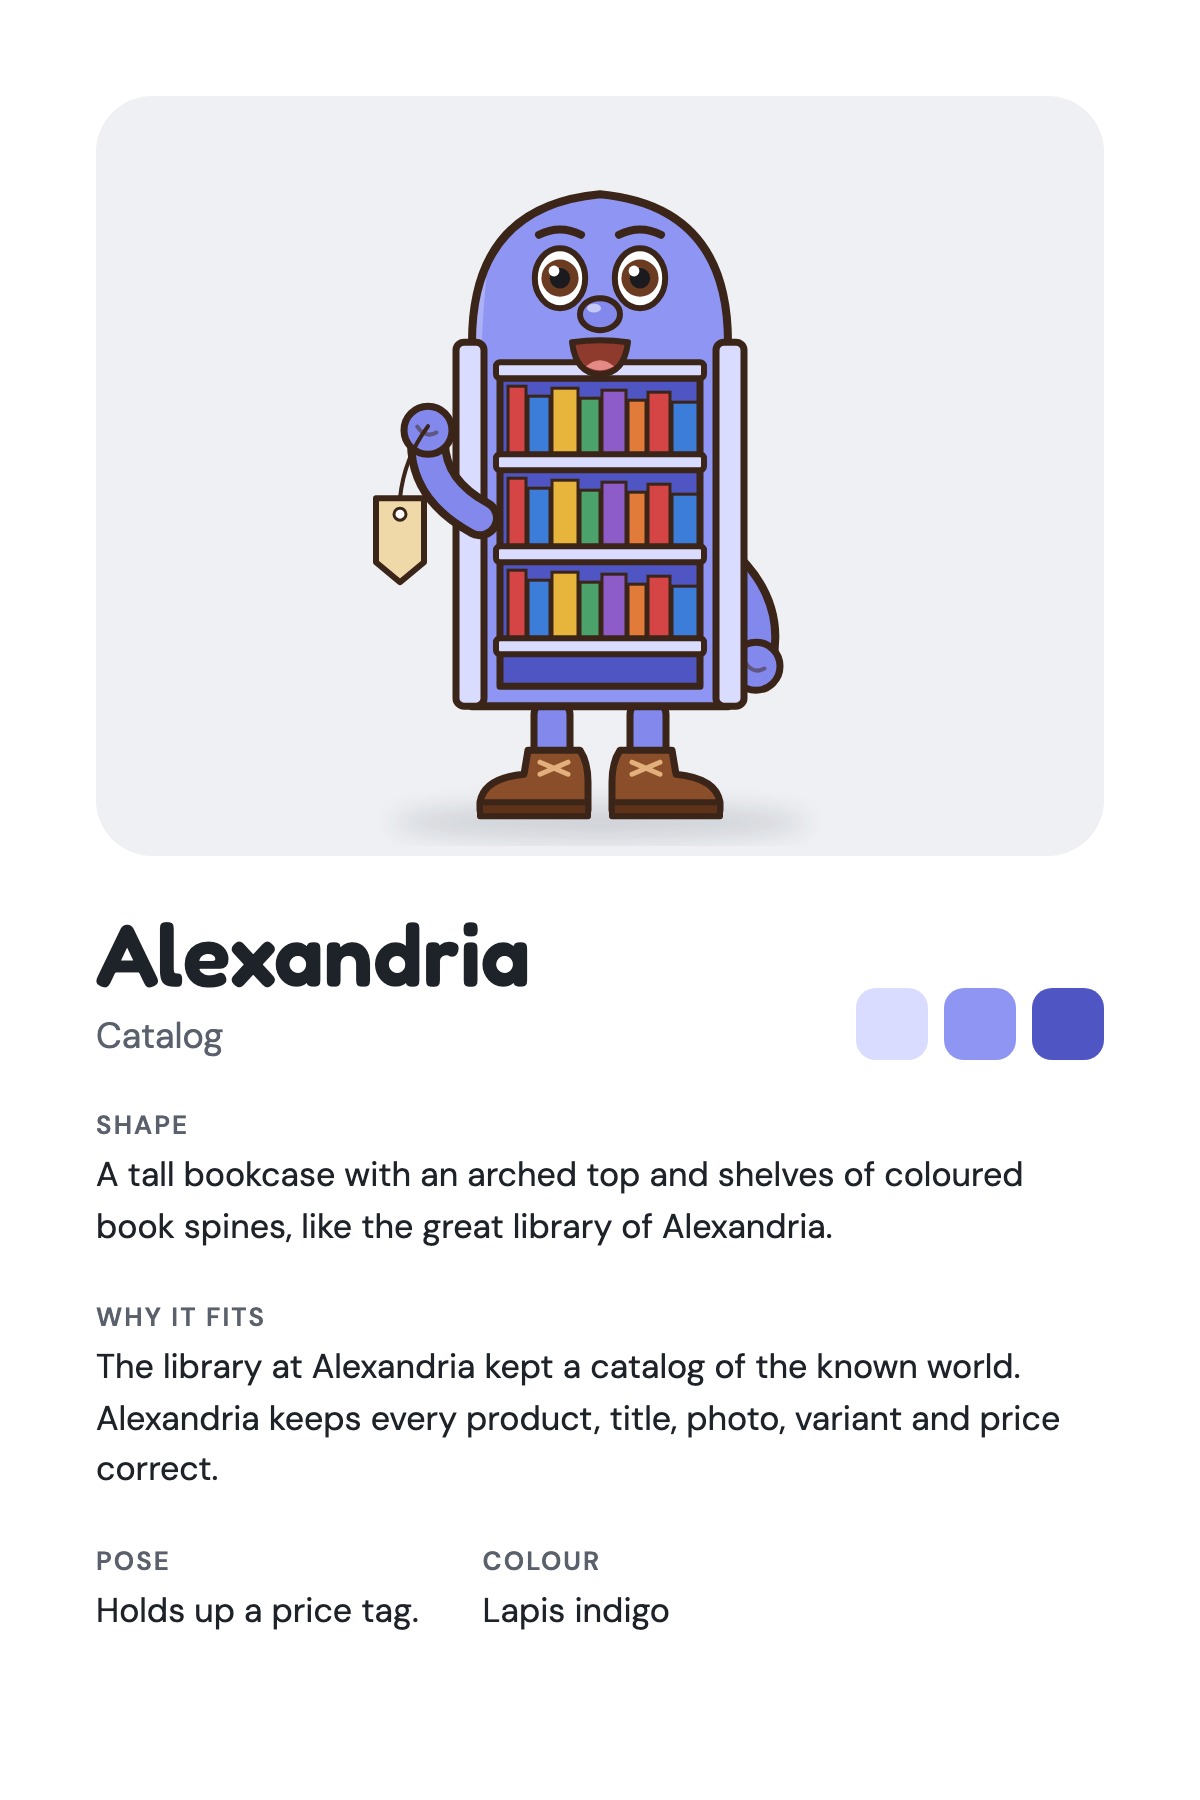 Alexandria
Catalog
SHAPE
A tall bookcase with an arched top and shelves of coloured
book spines, like the great library of Alexandria.
WHY IT FITS
The library at Alexandria kept a catalog of the known world.
Alexandria keeps every product, title, photo, variant and price
correct.
POSE
Holds up a price tag.
COLOUR
Lapis indigo